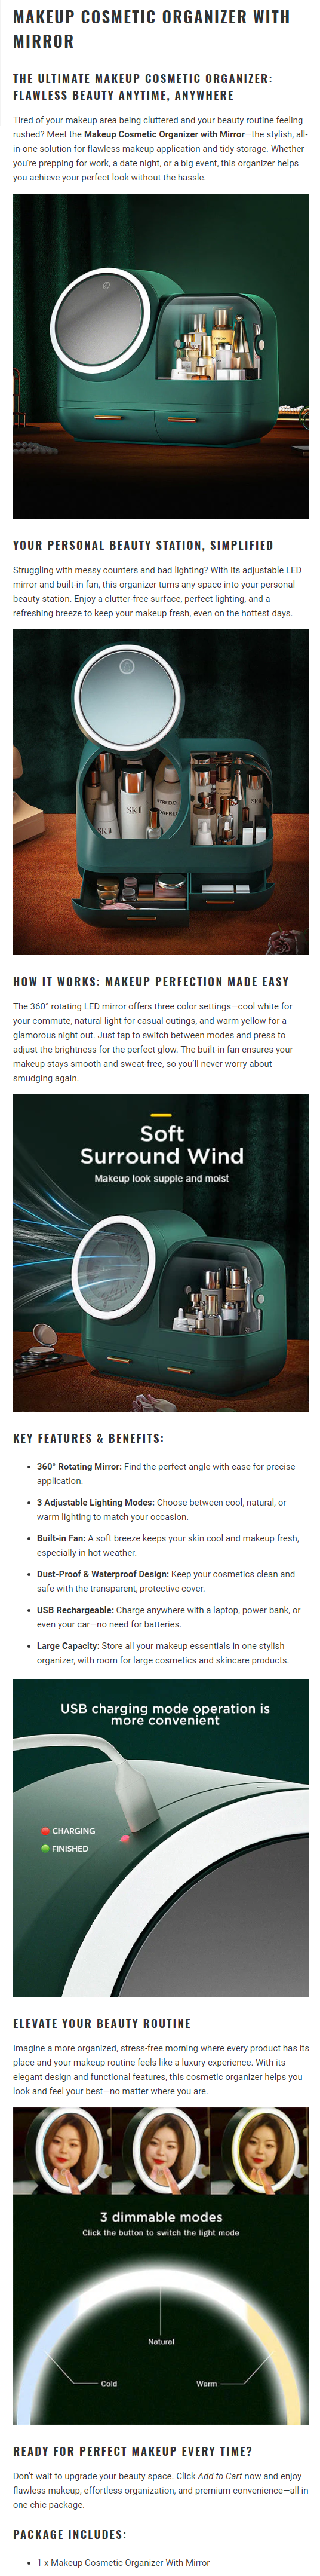 MAKEUP COSMETIC ORGANIZER WITH
MIRROR
THE ULTIMATE MAKEUP COSMETIC ORGANIZER:
FLAWLESS BEAUTY ANYTIME, ANYWHERE
Tired of your makeup area being cluttered and your beauty routine feeling
rushed? Meet the Makeup Cosmetic Organizer with Mirror—the stylish, all-
in-one solution for flawless makeup application and tidy storage. Whether
you're prepping for work, a date night, or a big event, this organizer helps
you achieve your perfect look without the hassle.
YOUR PERSONAL BEAUTY STATION, SIMPLIFIED
Struggling with messy counters and bad lighting? With its adjustable LED
mirror and built-in fan, this organizer turns any space into your personal
beauty station. Enjoy a clutter-free surface, perfect lighting, and a
refreshing breeze to keep your makeup fresh, even on the hottest days.
SK-II
SK-II
BYREDO
HOW IT WORKS: MAKEUP PERFECTION MADE EASY
The 360° rotating LED mirror offers three color settings—cool white for
your commute, natural light for casual outings, and warm yellow for a
glamorous night out. Just tap to switch between modes and press to
adjust the brightness for the perfect glow. The built-in fan ensures your
makeup stays smooth and sweat-free, so you'll never worry about
smudging again.
Soft
Surround Wind
Makeup look supple and moist
KEY FEATURES & BENEFITS:
• 360° Rotating Mirror: Find the perfect angle with ease for precise
application.
• 3 Adjustable Lighting Modes: Choose between cool, natural, or
warm lighting to match your occasion.
• Built-in Fan: A soft breeze keeps your skin cool and makeup fresh,
especially in hot weather.
• Dust-Proof & Waterproof Design: Keep your cosmetics clean and
safe with the transparent, protective cover.
• USB Rechargeable: Charge anywhere with a laptop, power bank, or
even your car—no need for batteries.
• Large Capacity: Store all your makeup essentials in one stylish
organizer, with room for large cosmetics and skincare products.
USB charging mode operation is
more convenient
CHARGING
FINISHED
ELEVATE YOUR BEAUTY ROUTINE
Imagine a more organized, stress-free morning where every product has its
place and your makeup routine feels like a luxury experience. With its
elegant design and functional features, this cosmetic organizer helps you
look and feel your best—no matter where you are.
3 dimmable modes
Click the button to switch the light mode
Natural
Cold Warm
READY FOR PERFECT MAKEUP EVERY TIME?
Don't wait to upgrade your beauty space. Click Add to Cart now and enjoy
flawless makeup, effortless organization, and premium convenience—all in
one chic package.
PACKAGE INCLUDES:
• 1 x Makeup Cosmetic Organizer With Mirror